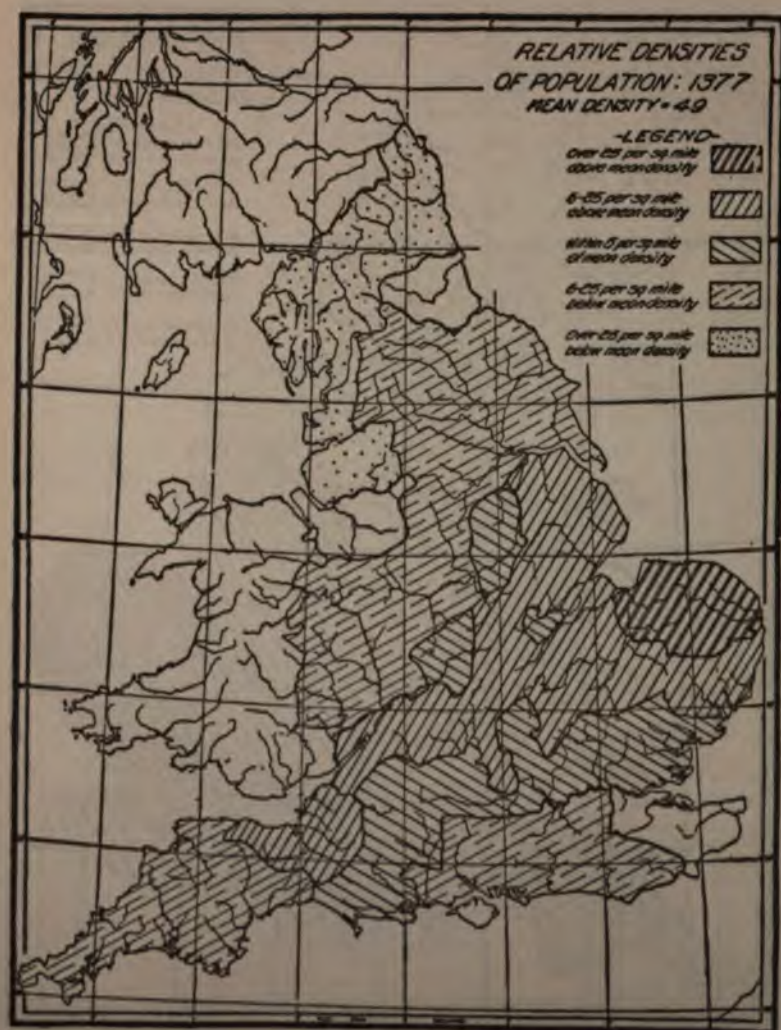 RELATIVE DENSITIES
OF POPULATION: 1377
MEAN DENSITY = 49
-LEGEND-
Over 25 per sq. mile
above mean density
6-25 per sq. mile
above mean density
Within 5 per sq. mile
of mean density
6-25 per sq. mile
below mean density
Over 25 per sq. mile
below mean density